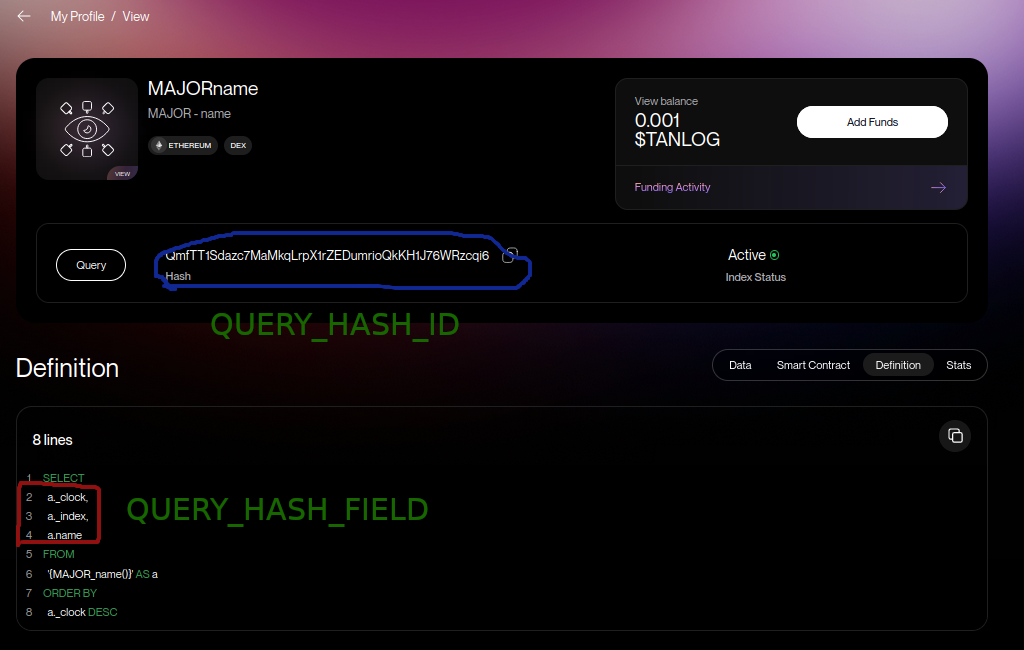 My Profile / View
MAJORname
MAJOR - name
ETHEREUM DEX
VIEW
View balance
0.001
$TANLOG
Add Funds
Funding Activity
Query
QmfTT1Sdazc7MaMkqLrpX1rZEDumrioQkKH1J76WRzcqi6
Hash
Active
Index Status
QUERY_HASH_ID
Definition
Data Smart Contract Definition Stats
8 lines
1 SELECT
2 a._clock,
3 a._index,
4 a.name
QUERY_HASH_FIELD
5 FROM
6 '{MAJOR_name()}' AS a
7 ORDER BY
8 a._clock DESC